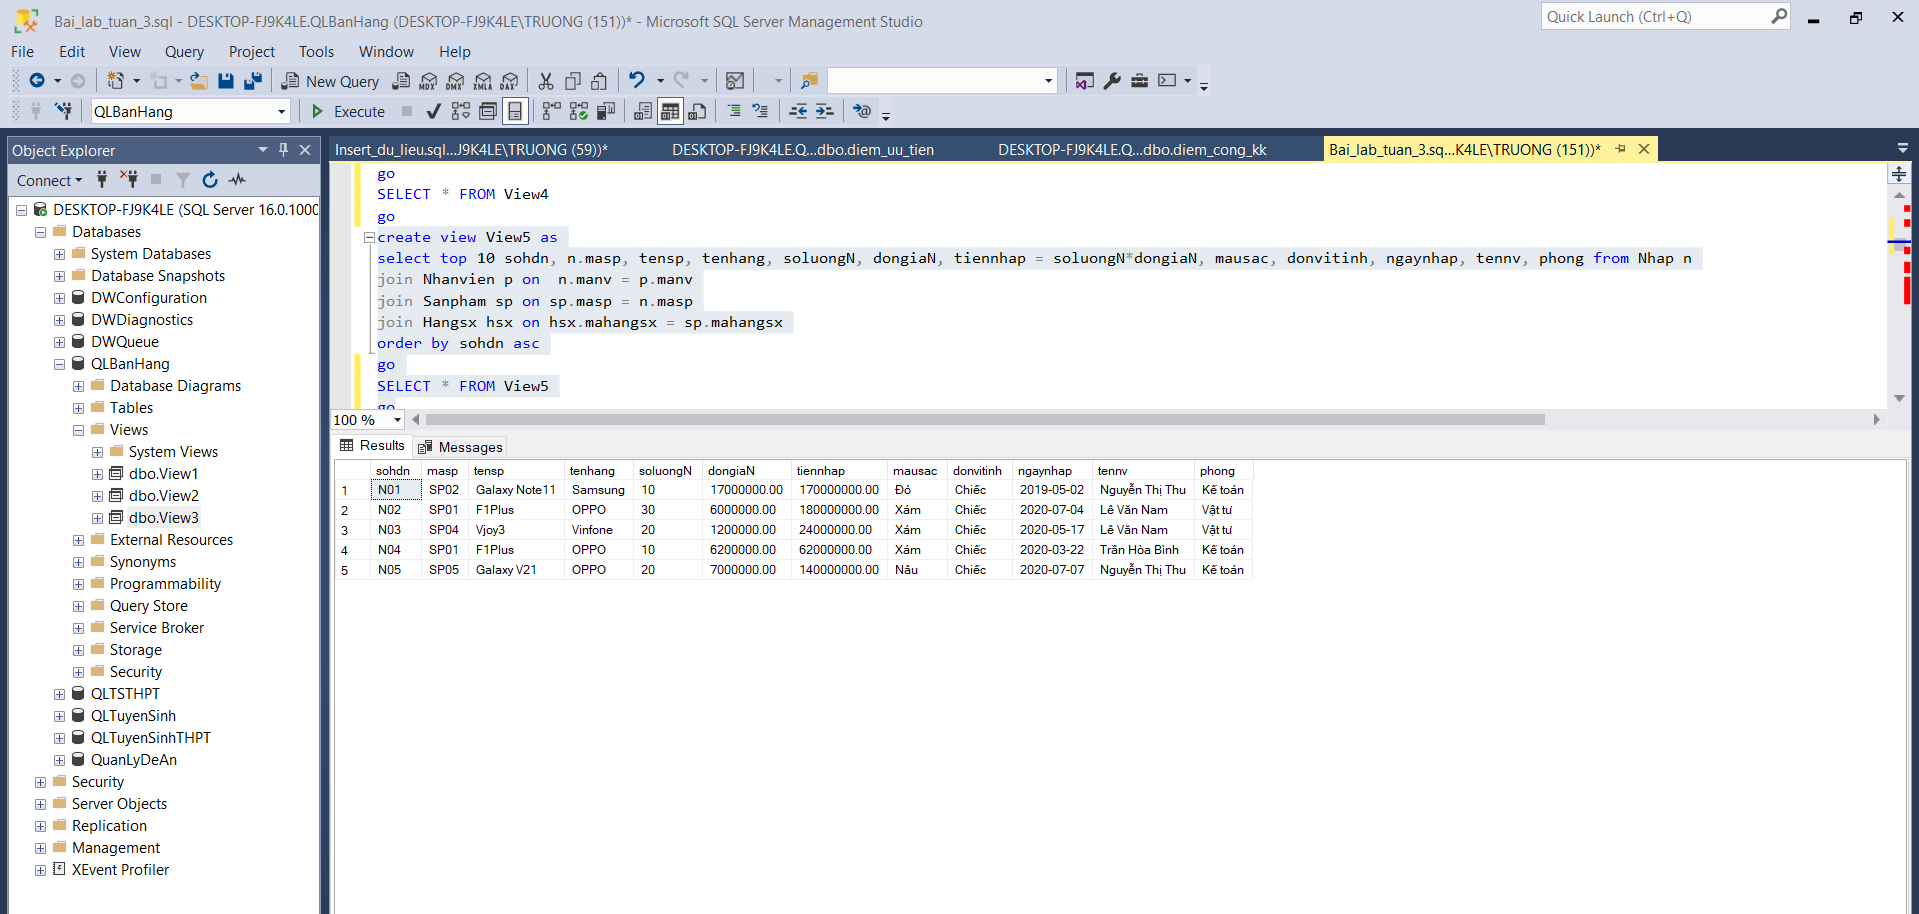 Bai_lab_tuan_3.sql - DESKTOP-FJ9K4LE.QLBanHang (DESKTOP-FJ9K4LE\TRUONG (151))* - Microsoft SQL Server Management Studio
Quick Launch (Ctrl+Q)
File Edit View Query Project Tools Window Help
New Query MDX DMX XMLA DAX
QLBanHang Execute
Object Explorer
Insert_du_lieu.sql...J9K4LE\TRUONG (59))* DESKTOP-FJ9K4LE.Q...dbo.diem_uu_tien DESKTOP-FJ9K4LE.Q...dbo.diem_cong_kk Bai_lab_tuan_3.sq...K4LE\TRUONG (151))*
Connect
DESKTOP-FJ9K4LE (SQL Server 16.0.1000
Databases
System Databases
Database Snapshots
DWConfiguration
DWDiagnostics
DWQueue
QLBanHang
Database Diagrams
Tables
Views
System Views
dbo.View1
dbo.View2
dbo.View3
External Resources
Synonyms
Programmability
Query Store
Service Broker
Storage
Security
QLTSTHPT
QLTuyenSinh
QLTuyenSinhTHPT
QuanLyDeAn
Security
Server Objects
Replication
Management
XEvent Profiler
go
SELECT * FROM View4
go
create view View5 as
select top 10 sohdn, n.masp, tensp, tenhang, soluongN, dongiaN, tiennhap = soluongN*dongiaN, mausac, donvitinh, ngaynhap, tennv, phong from Nhap n
join Nhanvien p on  n.manv = p.manv
join Sanpham sp on sp.masp = n.masp
join Hangsx hsx on hsx.mahangsx = sp.mahangsx
order by sohdn asc
go
SELECT * FROM View5
go
100 %
Results Messages
sohdn masp tensp tenhang soluongN dongiaN tiennhap mausac donvitinh ngaynhap tennv phong
1 N01 SP02 Galaxy Note11 Samsung 10 17000000.00 170000000.00 Đỏ Chiếc 2019-05-02 Nguyễn Thị Thu Kế toán
2 N02 SP01 F1Plus OPPO 30 6000000.00 180000000.00 Xám Chiếc 2020-07-04 Lê Văn Nam Vật tư
3 N03 SP04 Vjoy3 Vinfone 20 1200000.00 24000000.00 Xám Chiếc 2020-05-17 Lê Văn Nam Vật tư
4 N04 SP01 F1Plus OPPO 10 6200000.00 62000000.00 Xám Chiếc 2020-03-22 Trần Hòa Bình Kế toán
5 N05 SP05 Galaxy V21 OPPO 20 7000000.00 140000000.00 Nâu Chiếc 2020-07-07 Nguyễn Thị Thu Kế toán